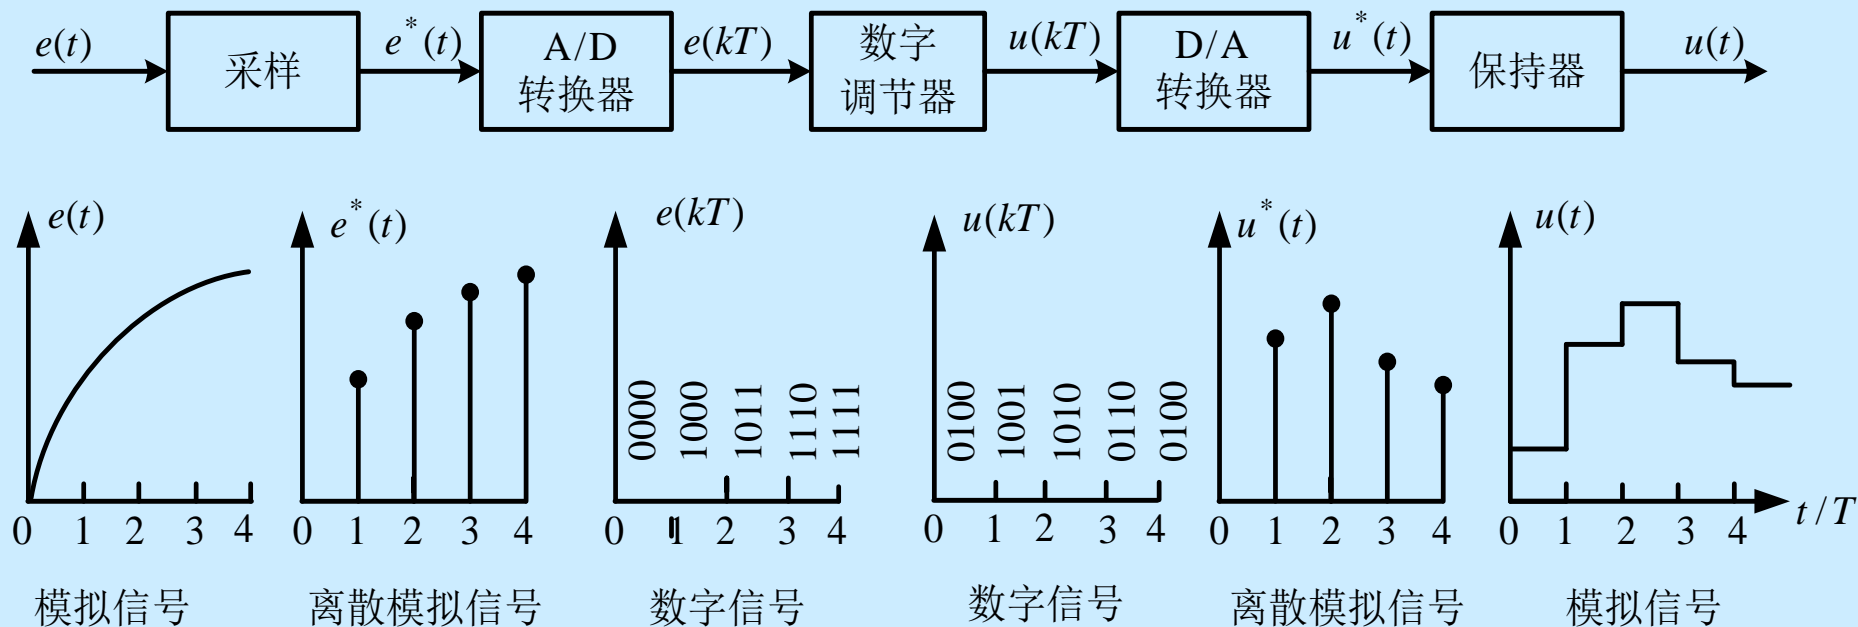 e(t)
采样
e*(t)
A/D
转换器
e(kT)
数字
调节器
u(kT)
D/A
转换器
u*(t)
保持器
u(t)
e(t)
0 1 2 3 4
模拟信号
e*(t)
0 1 2 3 4
离散模拟信号
e(kT)
0000
1000
1011
1110
1111
0 1 2 3 4
数字信号
u(kT)
0100
1001
1010
0110
0100
0 1 2 3 4
数字信号
u*(t)
0 1 2 3 4
离散模拟信号
u(t)
0 1 2 3 4
t/T
模拟信号